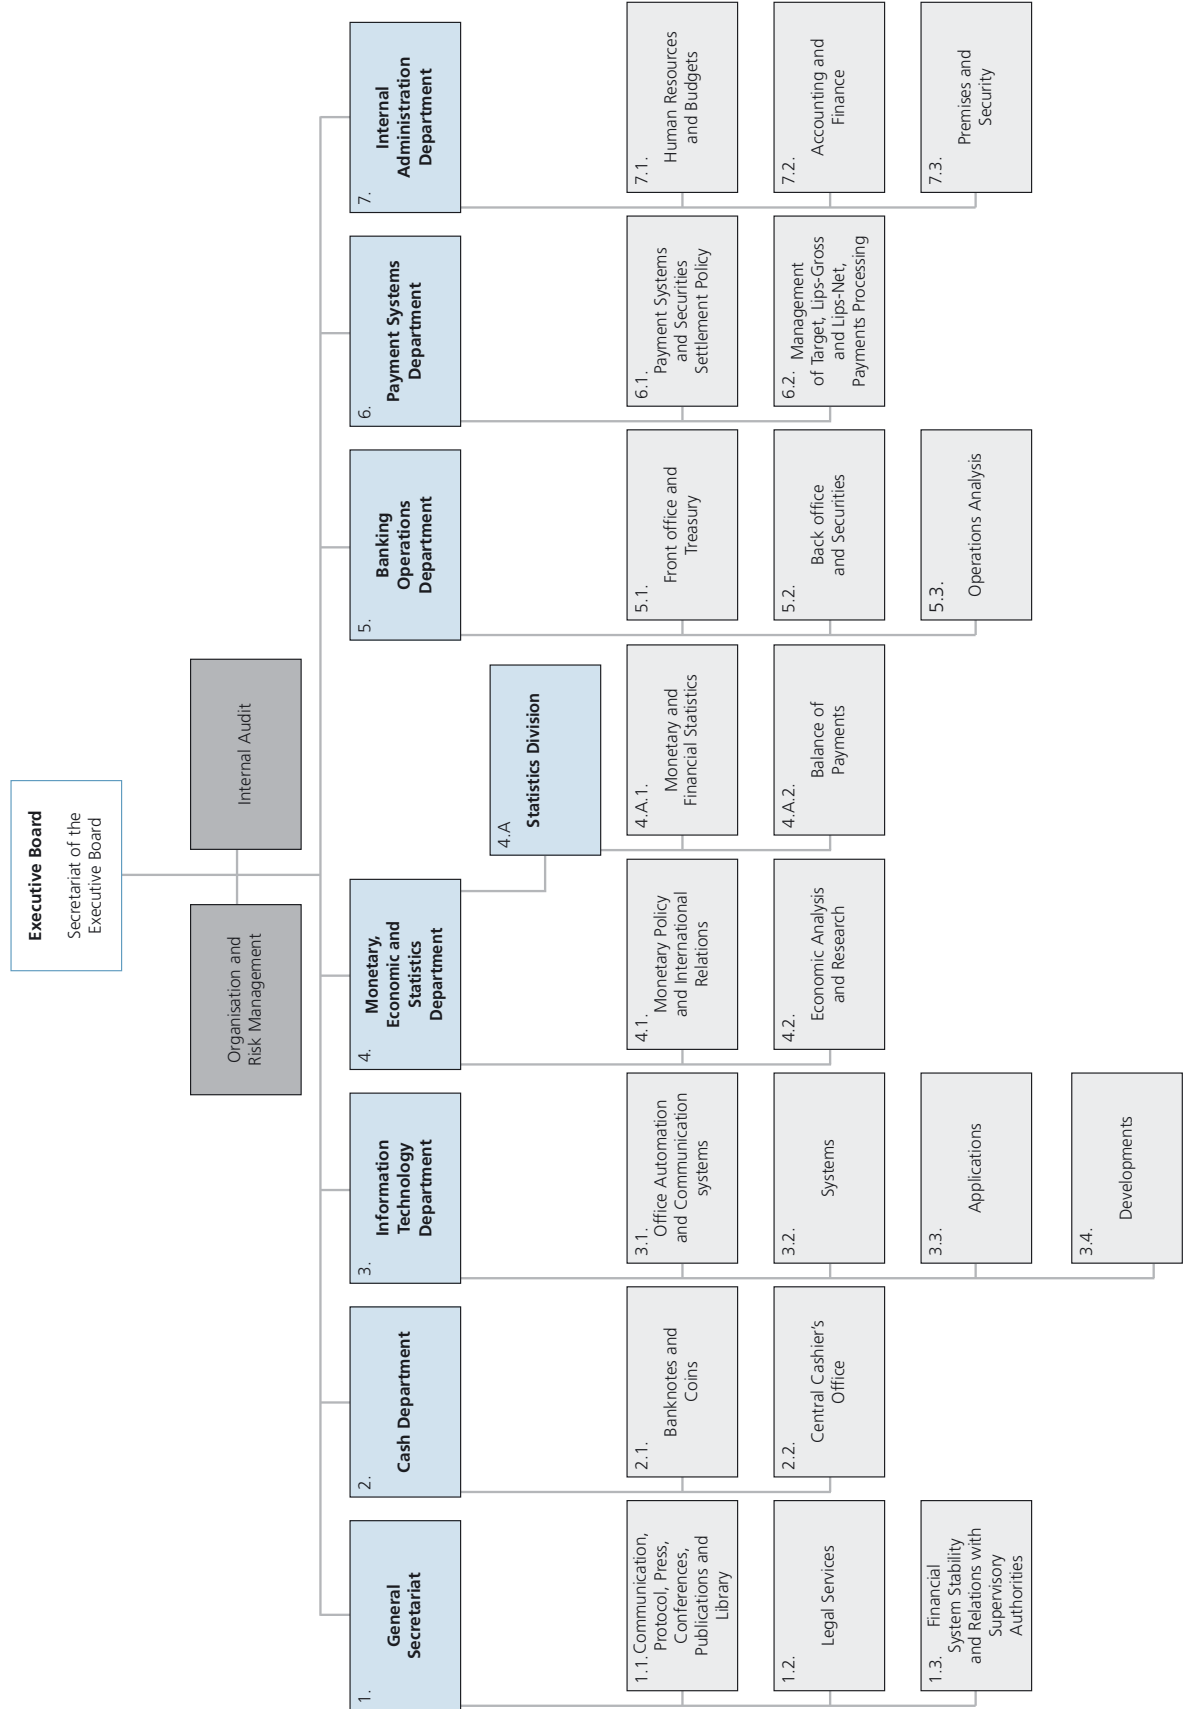 Executive Board
Secretariat of the
Executive Board
Organisation and
Risk Management
Internal Audit
1.
General
Secretariat
2.
Cash Department
3.
Information
Technology
Department
4.
Monetary,
Economic and
Statistics
Department
5.
Banking
Operations
Department
6.
Payment Systems
Department
7.
Internal
Administration
Department
4.A
Statistics Division
1.1. Communication,
Protocol, Press,
Conferences,
Publications and
Library
2.1.
Banknotes and
Coins
3.1.
Office Automation
and Communication
systems
4.1.
Monetary Policy
and International
Relations
4.A.1.
Monetary and
Financial Statistics
5.1.
Front office and
Treasury
6.1.
Payment Systems
and Securities
Settlement Policy
7.1.
Human Resources
and Budgets
1.2.
Legal Services
2.2.
Central Cashier's
Office
3.2.
Systems
4.2.
Economic Analysis
and Research
4.A.2.
Balance of
Payments
5.2.
Back office
and Securities
6.2. Management
of Target, Lips-Gross
and Lips-Net,
Payments Processing
7.2.
Accounting and
Finance
1.3. Financial
System Stability
and Relations with
Supervisory
Authorities
3.3.
Applications
5.3.
Operations Analysis
7.3.
Premises and
Security
3.4.
Developments